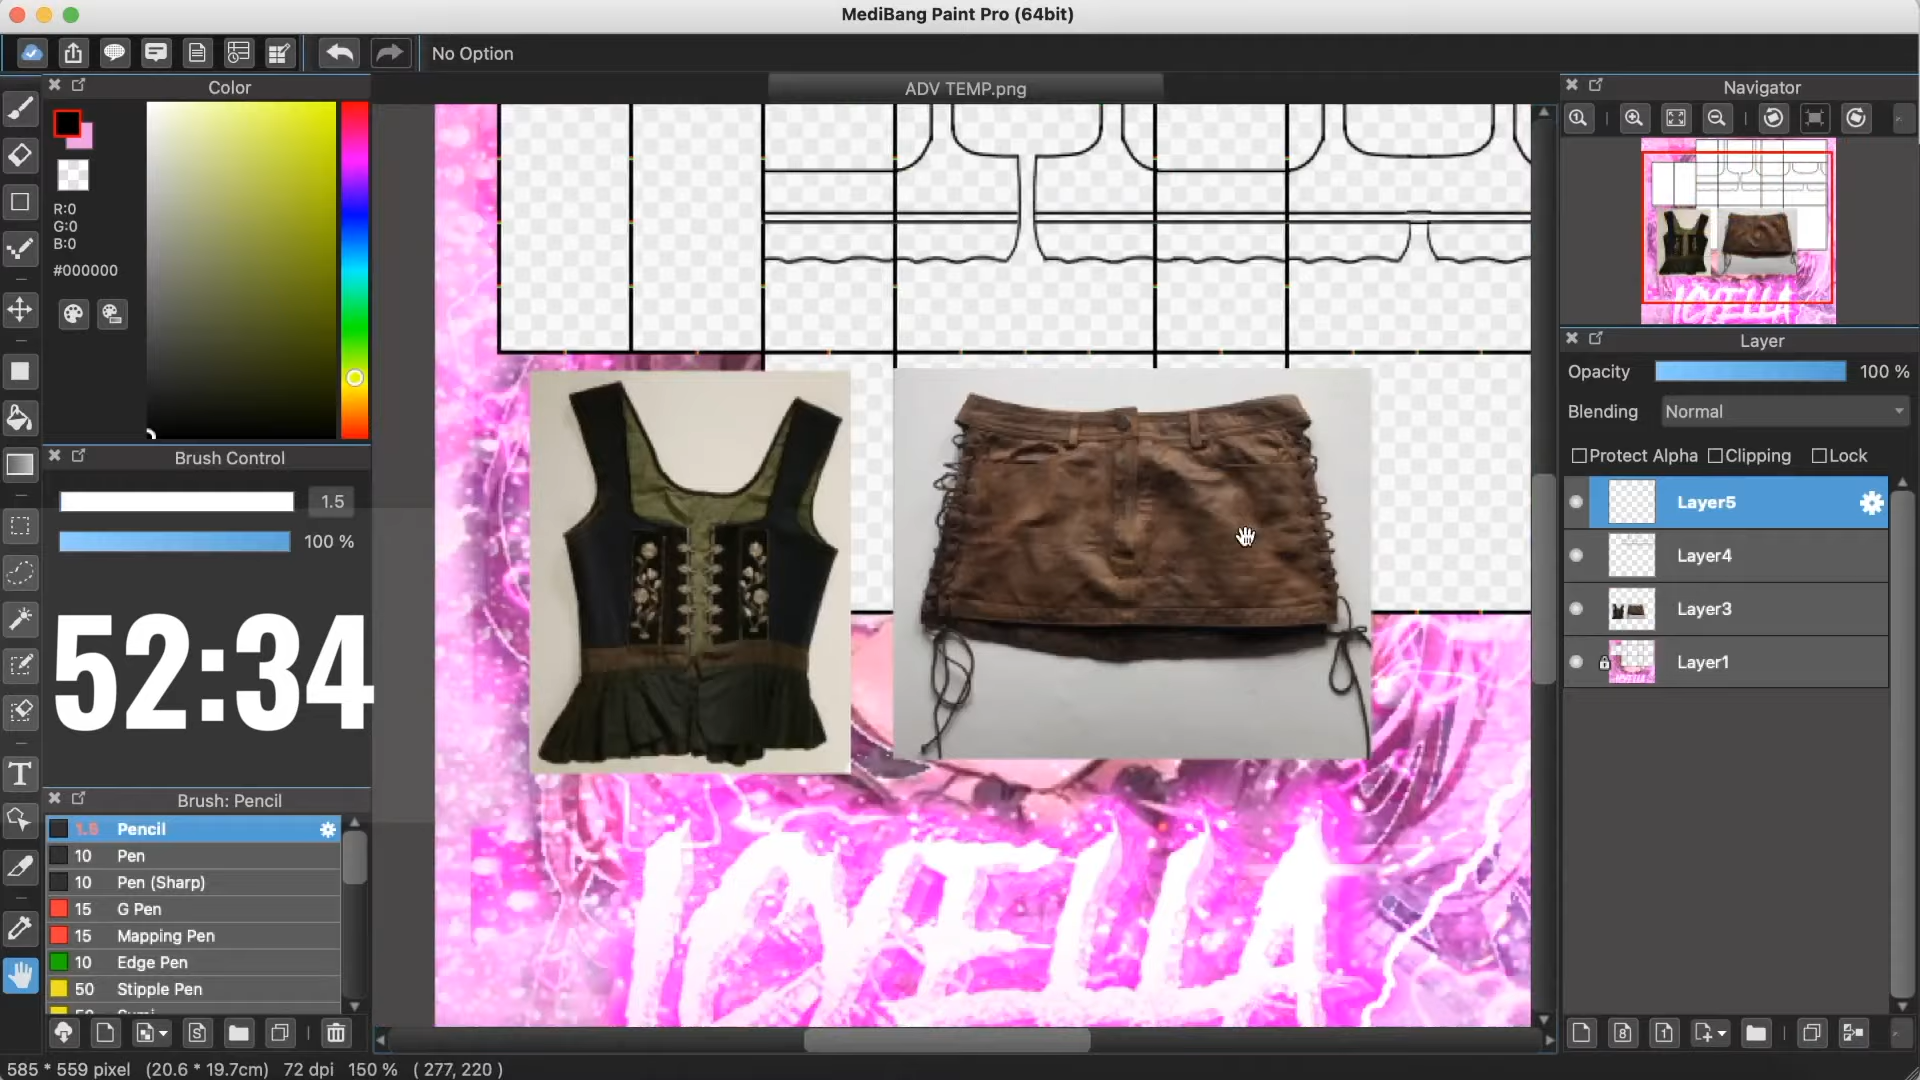 MediBang Paint Pro (64bit)
No Option
Color
ADV TEMP.png
Navigator
R:0
G:0
B:0
#000000
Layer
Opacity 100 %
Blending Normal
Protect Alpha Clipping Lock
Brush Control
1.5
100 %
Layer5
Layer4
Layer3
Layer1
52:34
Brush: Pencil
1.5 Pencil
10 Pen
10 Pen (Sharp)
15 G Pen
15 Mapping Pen
10 Edge Pen
50 Stipple Pen
ICYELLA
585 * 559 pixel (20.6 * 19.7cm) 72 dpi 150 % ( 277, 220 )